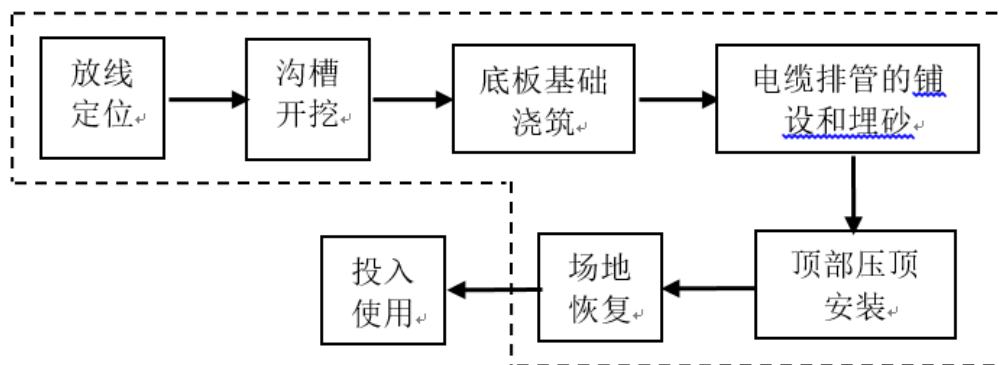 放线
定位
沟槽
开挖
底板基础
浇筑
电缆排管的铺
设和埋砂
顶部压顶
安装
场地
恢复
投入
使用